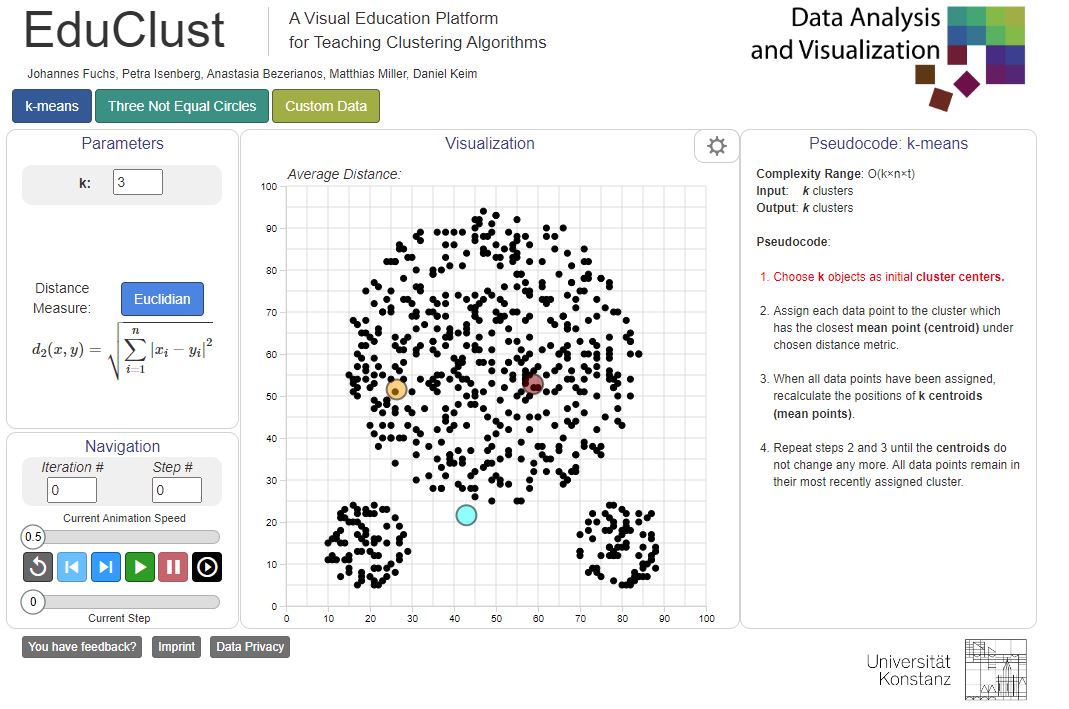 EduClust
A Visual Education Platform
for Teaching Clustering Algorithms
Data Analysis
and Visualization
Johannes Fuchs, Petra Isenberg, Anastasia Bezerianos, Matthias Miller, Daniel Keim
k-means
Three Not Equal Circles
Custom Data
Parameters
k:
3
Distance
Measure:
Euclidian
d₂(x, y) = √(∑ⁿᵢ₌₁ |xᵢ − yᵢ|²)
Navigation
Iteration #
Step #
0
0
Current Animation Speed
0.5
0
Current Step
Visualization
Average Distance:
100
90
80
70
60
50
40
30
20
10
0
0 10 20 30 40 50 60 70 80 90 100
Pseudocode: k-means
Complexity Range: O(k×n×t)
Input: k clusters
Output: k clusters
Pseudocode:
1. Choose k objects as initial cluster centers.
2. Assign each data point to the cluster which
has the closest mean point (centroid) under
chosen distance metric.
3. When all data points have been assigned,
recalculate the positions of k centroids
(mean points).
4. Repeat steps 2 and 3 until the centroids do
not change any more. All data points remain in
their most recently assigned cluster.
You have feedback?
Imprint
Data Privacy
Universität
Konstanz